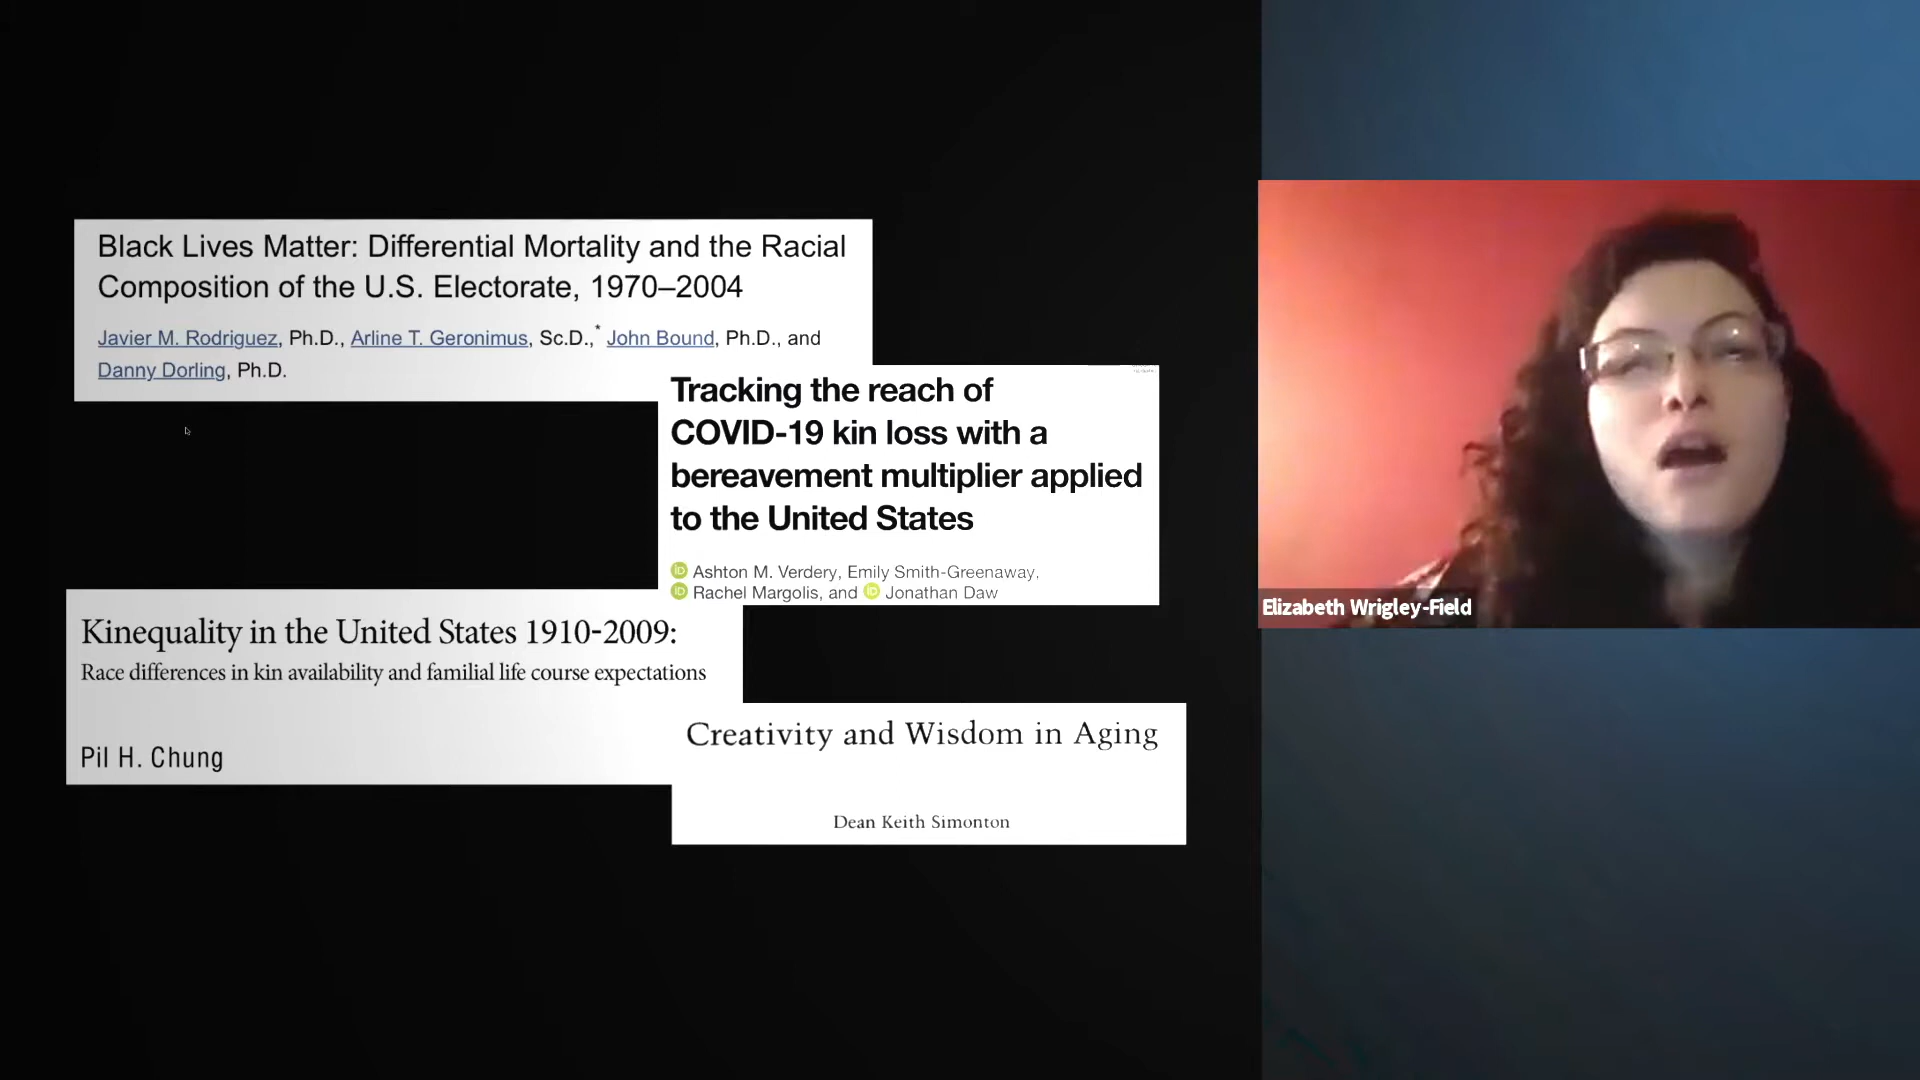 Black Lives Matter: Differential Mortality and the Racial
Composition of the U.S. Electorate, 1970–2004
Javier M. Rodriguez, Ph.D., Arline T. Geronimus, Sc.D.,* John Bound, Ph.D., and
Danny Dorling, Ph.D.
Tracking the reach of
COVID-19 kin loss with a
bereavement multiplier applied
to the United States
iD Ashton M. Verdery, Emily Smith-Greenaway,
iD Rachel Margolis, and iD Jonathan Daw
Kinequality in the United States 1910-2009:
Race differences in kin availability and familial life course expectations
Pil H. Chung
Creativity and Wisdom in Aging
Dean Keith Simonton
Elizabeth Wrigley-Field